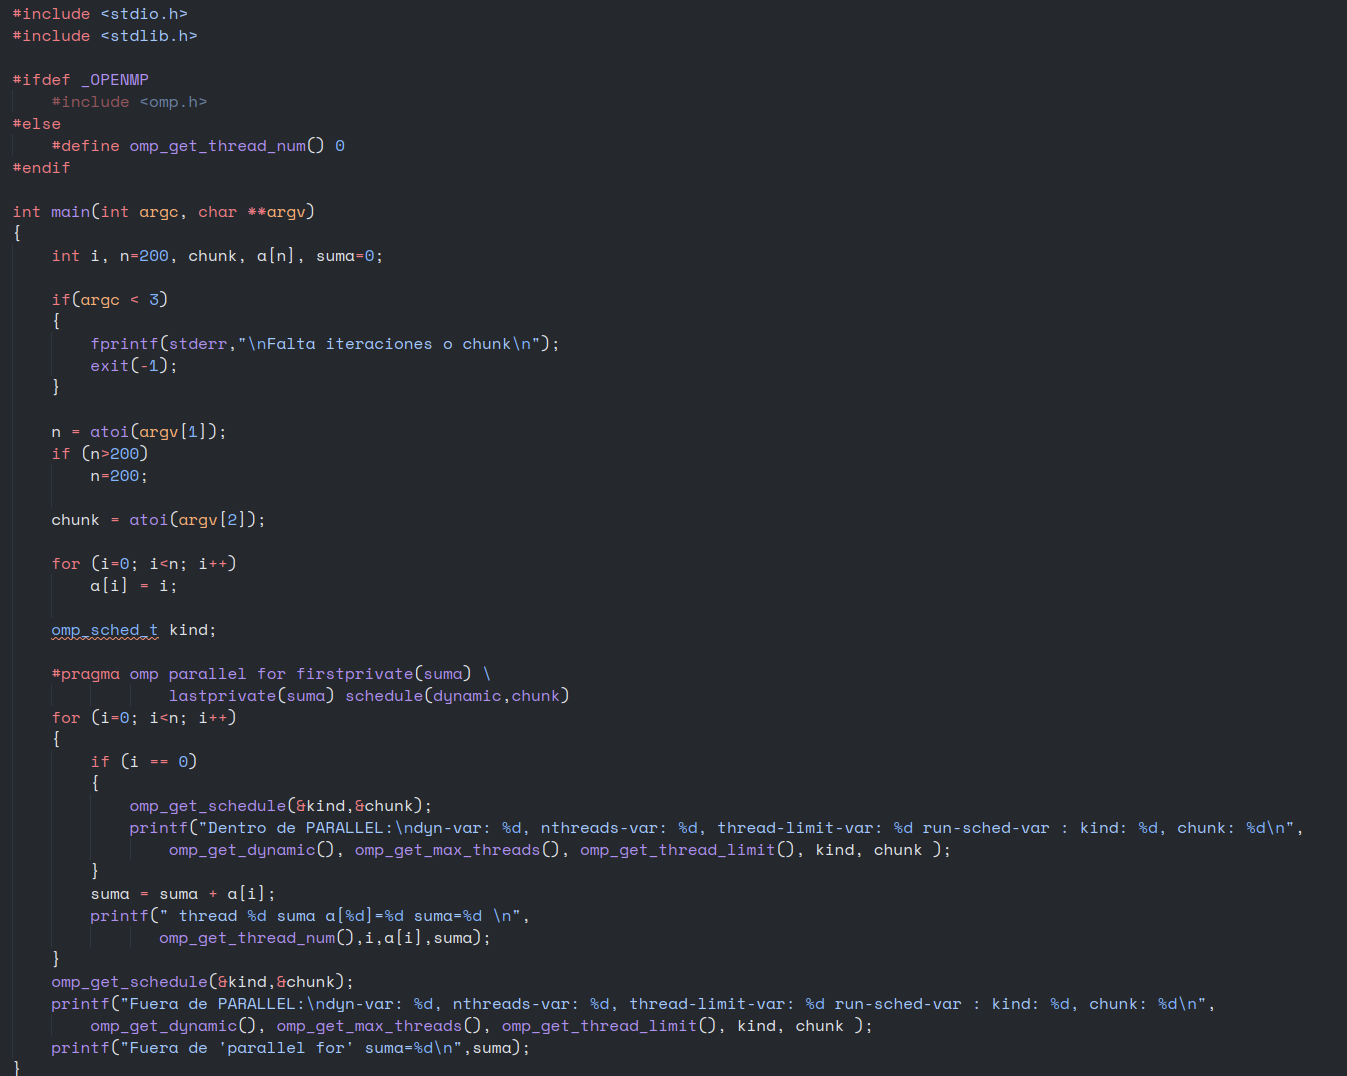 #include <stdio.h>
#include <stdlib.h>

#ifdef _OPENMP
    #include <omp.h>
#else
    #define omp_get_thread_num() 0
#endif

int main(int argc, char **argv)
{
    int i, n=200, chunk, a[n], suma=0;

    if(argc < 3)
    {
        fprintf(stderr,"\nFalta iteraciones o chunk\n");
        exit(-1);
    }

    n = atoi(argv[1]);
    if (n>200)
        n=200;

    chunk = atoi(argv[2]);

    for (i=0; i<n; i++)
        a[i] = i;

    omp_sched_t kind;

    #pragma omp parallel for firstprivate(suma) \
                lastprivate(suma) schedule(dynamic,chunk)
    for (i=0; i<n; i++)
    {
        if (i == 0)
        {
            omp_get_schedule(&kind,&chunk);
            printf("Dentro de PARALLEL:\ndyn-var: %d, nthreads-var: %d, thread-limit-var: %d run-sched-var : kind: %d, chunk: %d\n",
                omp_get_dynamic(), omp_get_max_threads(), omp_get_thread_limit(), kind, chunk );
        }
        suma = suma + a[i];
        printf(" thread %d suma a[%d]=%d suma=%d \n",
               omp_get_thread_num(),i,a[i],suma);
    }
    omp_get_schedule(&kind,&chunk);
    printf("Fuera de PARALLEL:\ndyn-var: %d, nthreads-var: %d, thread-limit-var: %d run-sched-var : kind: %d, chunk: %d\n",
        omp_get_dynamic(), omp_get_max_threads(), omp_get_thread_limit(), kind, chunk );
    printf("Fuera de 'parallel for' suma=%d\n",suma);
}